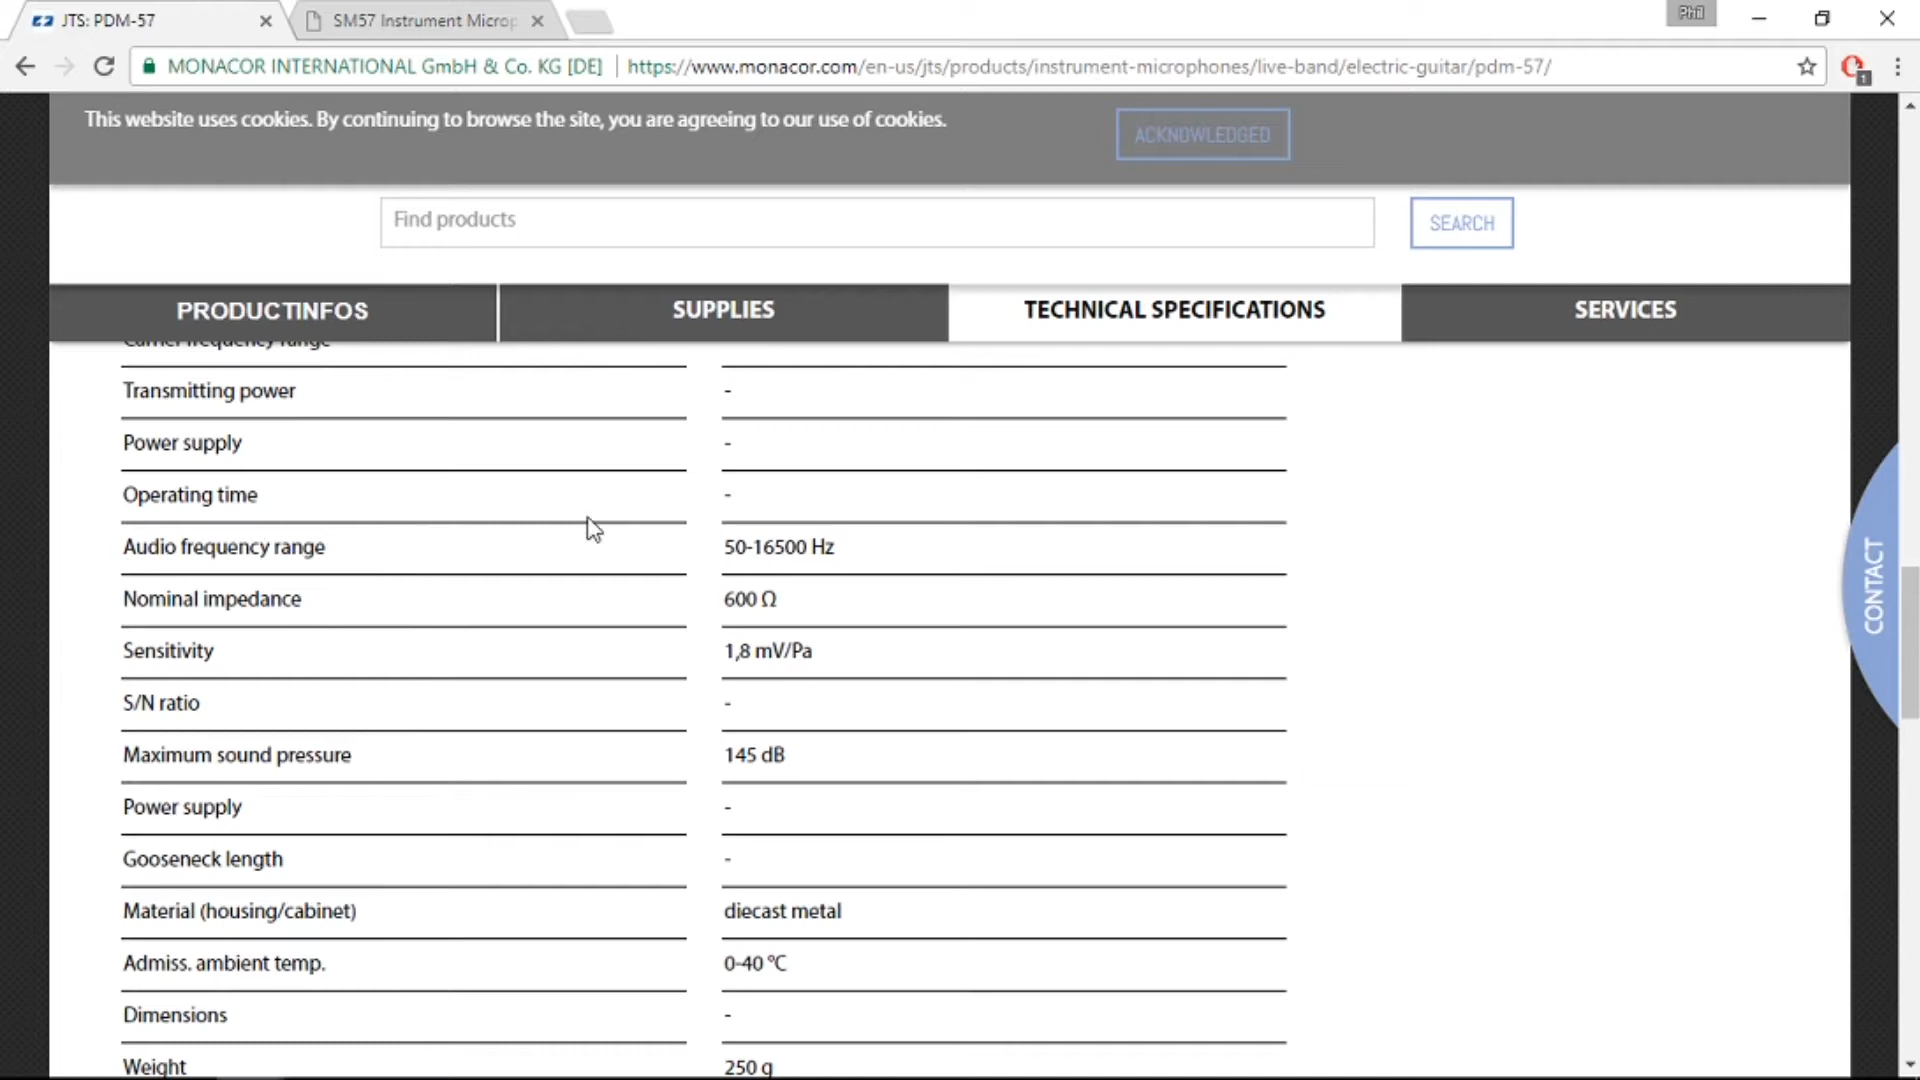 JTS: PDM-57
SM57 Instrument Microp
Phil
MONACOR INTERNATIONAL GmbH & Co. KG [DE]
https://www.monacor.com/en-us/jts/products/instrument-microphones/live-band/electric-guitar/pdm-57/
1
This website uses cookies. By continuing to browse the site, you are agreeing to our use of cookies.
ACKNOWLEDGED
Find products
SEARCH
PRODUCTINFOS
SUPPLIES
TECHNICAL SPECIFICATIONS
SERVICES
Carrier frequency range
Transmitting power -
Power supply -
Operating time -
Audio frequency range 50-16500 Hz
Nominal impedance 600 Ω
Sensitivity 1,8 mV/Pa
S/N ratio -
Maximum sound pressure 145 dB
Power supply -
Gooseneck length -
Material (housing/cabinet) diecast metal
Admiss. ambient temp. 0-40 °C
Dimensions -
Weight 250 g
CONTACT